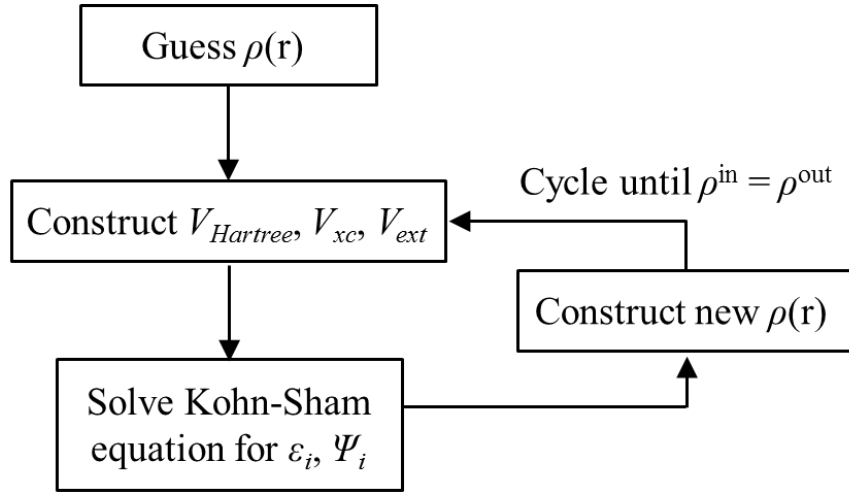 Guess ρ(r)
Construct V_Hartree, V_xc, V_ext
Cycle until ρ^in = ρ^out
Construct new ρ(r)
Solve Kohn-Sham
equation for ε_i, Ψ_i